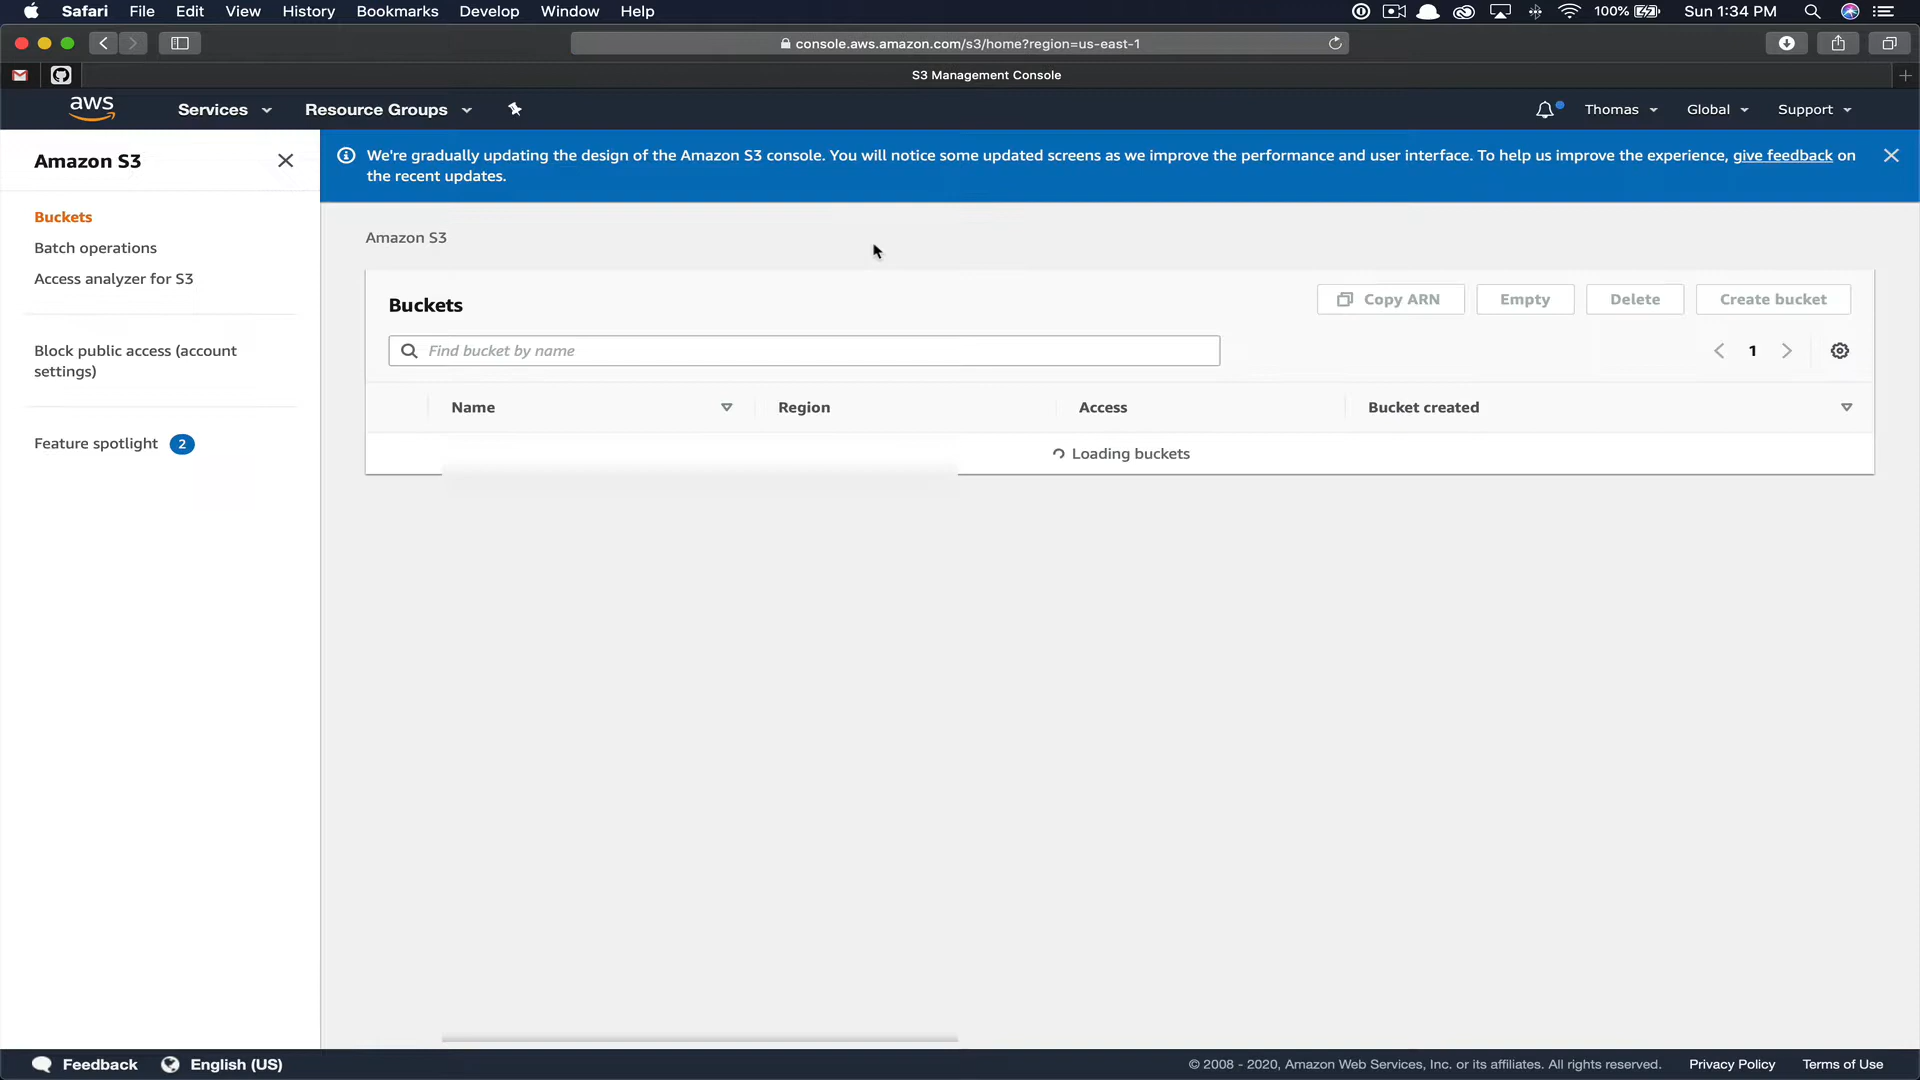 Safari File Edit View History Bookmarks Develop Window Help 100% Sun 1:34 PM
console.aws.amazon.com/s3/home?region=us-east-1
S3 Management Console
aws Services Resource Groups Thomas Global Support
Amazon S3
Buckets
Batch operations
Access analyzer for S3
Block public access (account
settings)
Feature spotlight 2
We're gradually updating the design of the Amazon S3 console. You will notice some updated screens as we improve the performance and user interface. To help us improve the experience, give feedback on
the recent updates.
Amazon S3
Buckets
Copy ARN Empty Delete Create bucket
Find bucket by name
1
Name Region Access Bucket created
Loading buckets
Feedback English (US) © 2008 - 2020, Amazon Web Services, Inc. or its affiliates. All rights reserved. Privacy Policy Terms of Use